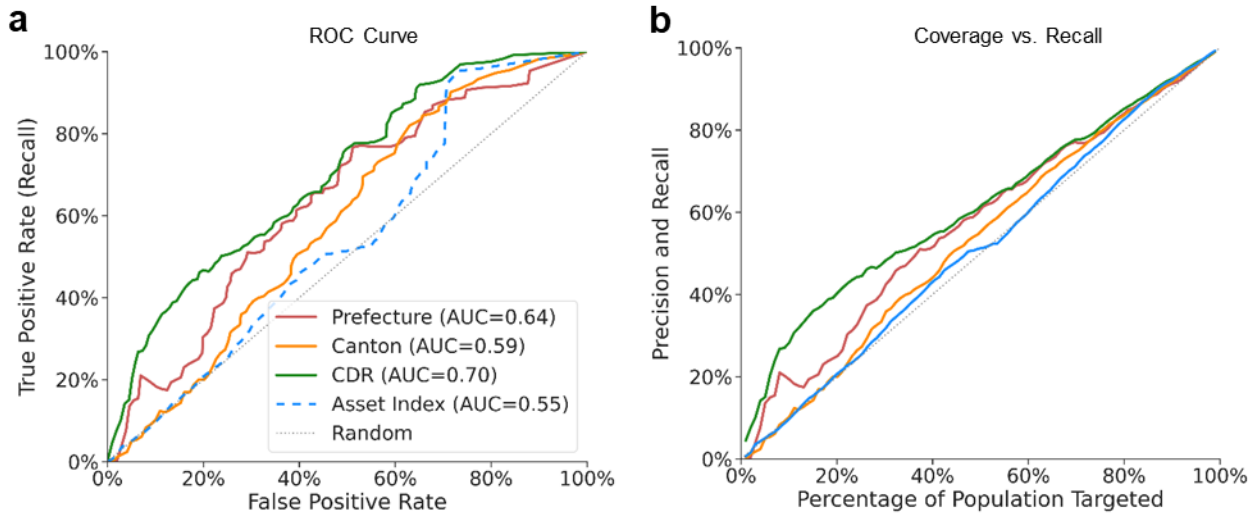 a
ROC Curve
True Positive Rate (Recall)
100%
80%
60%
40%
20%
0%
Prefecture (AUC=0.64)
Canton (AUC=0.59)
CDR (AUC=0.70)
Asset Index (AUC=0.55)
Random
0%
20%
40%
60%
80%
100%
False Positive Rate
b
Coverage vs. Recall
Precision and Recall
100%
80%
60%
40%
20%
0%
0%
20%
40%
60%
80%
100%
Percentage of Population Targeted